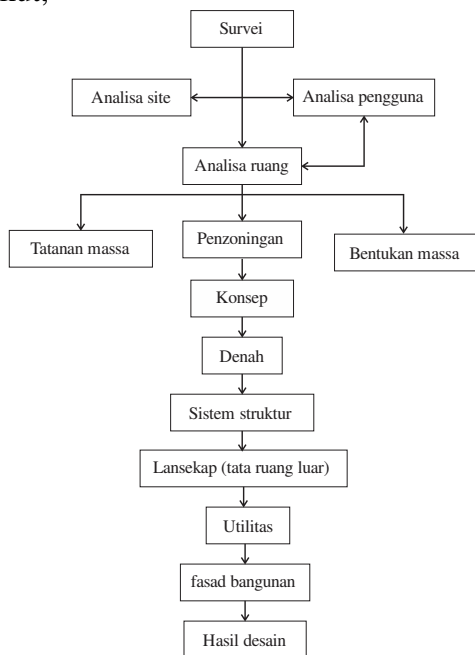 Survei
Analisa site
Analisa pengguna
Analisa ruang
Tatanan massa
Penzoningan
Bentukan massa
Konsep
Denah
Sistem struktur
Lansekap (tata ruang luar)
Utilitas
fasad bangunan
Hasil desain